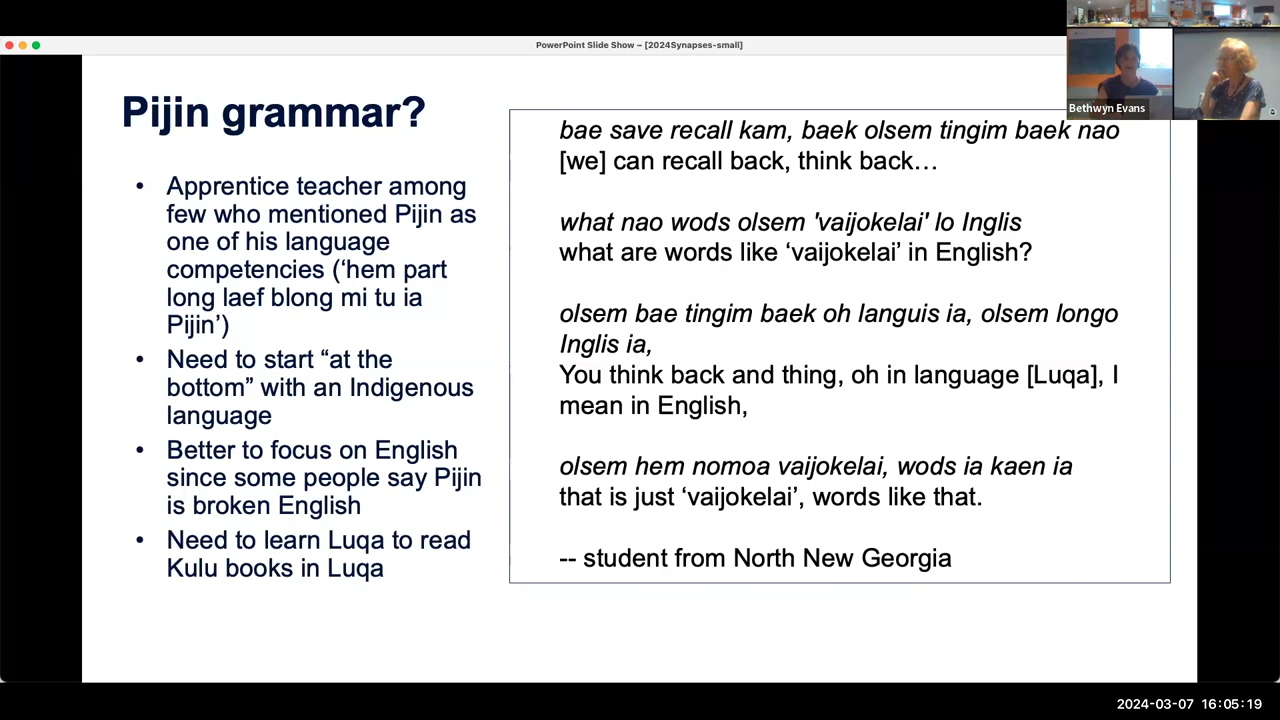 PowerPoint Slide Show – [2024Synapses-small]
Bethwyn Evans
Pijin grammar?
• Apprentice teacher among
few who mentioned Pijin as
one of his language
competencies (‘hem part
long laef blong mi tu ia
Pijin’)
• Need to start “at the
bottom” with an Indigenous
language
• Better to focus on English
since some people say Pijin
is broken English
• Need to learn Luqa to read
Kulu books in Luqa
bae save recall kam, baek olsem tingim baek nao
[we] can recall back, think back…
what nao wods olsem 'vaijokelai' lo Inglis
what are words like ‘vaijokelai’ in English?
olsem bae tingim baek oh languis ia, olsem longo
Inglis ia,
You think back and thing, oh in language [Luqa], I
mean in English,
olsem hem nomoa vaijokelai, wods ia kaen ia
that is just ‘vaijokelai’, words like that.
-- student from North New Georgia
2024-03-07 16:05:19